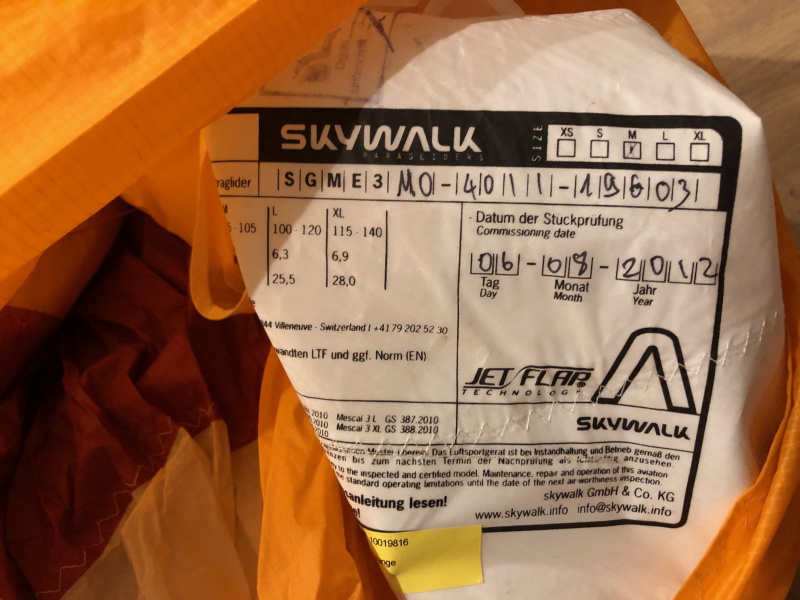 SKYWALK
PARAGLIDERS
SIZE XS S M L XL
SGME3 MO-4011-19603
L XL
5-105 100-120 115-140
6,3 6,9
25,5 28,0
Datum der Stückprüfung
Commissioning date
06-08-2012
Tag Monat Jahr
Day Month Year
Villeneuve - Switzerland | +41 79 202 52 30
wandten LTF und ggf. Norm (EN)
JET FLAP
TECHNOLOGY
SKYWALK
2010 Mescal 3 L GS 387.2010
2010 Mescal 3 XL GS 388.2010
Das Luftsportgerät ist bei Instandhaltung und Betrieb gemäß den
bis zum nächsten Termin der Nachprüfung als anzusehen.
to the inspected and certified model. Maintenance, repair and operation of this aviation
standard operating limitations until the date of the next air worthiness inspection.
anleitung lesen!
skywalk GmbH & Co. KG
www.skywalk.info info@skywalk.info
10019816